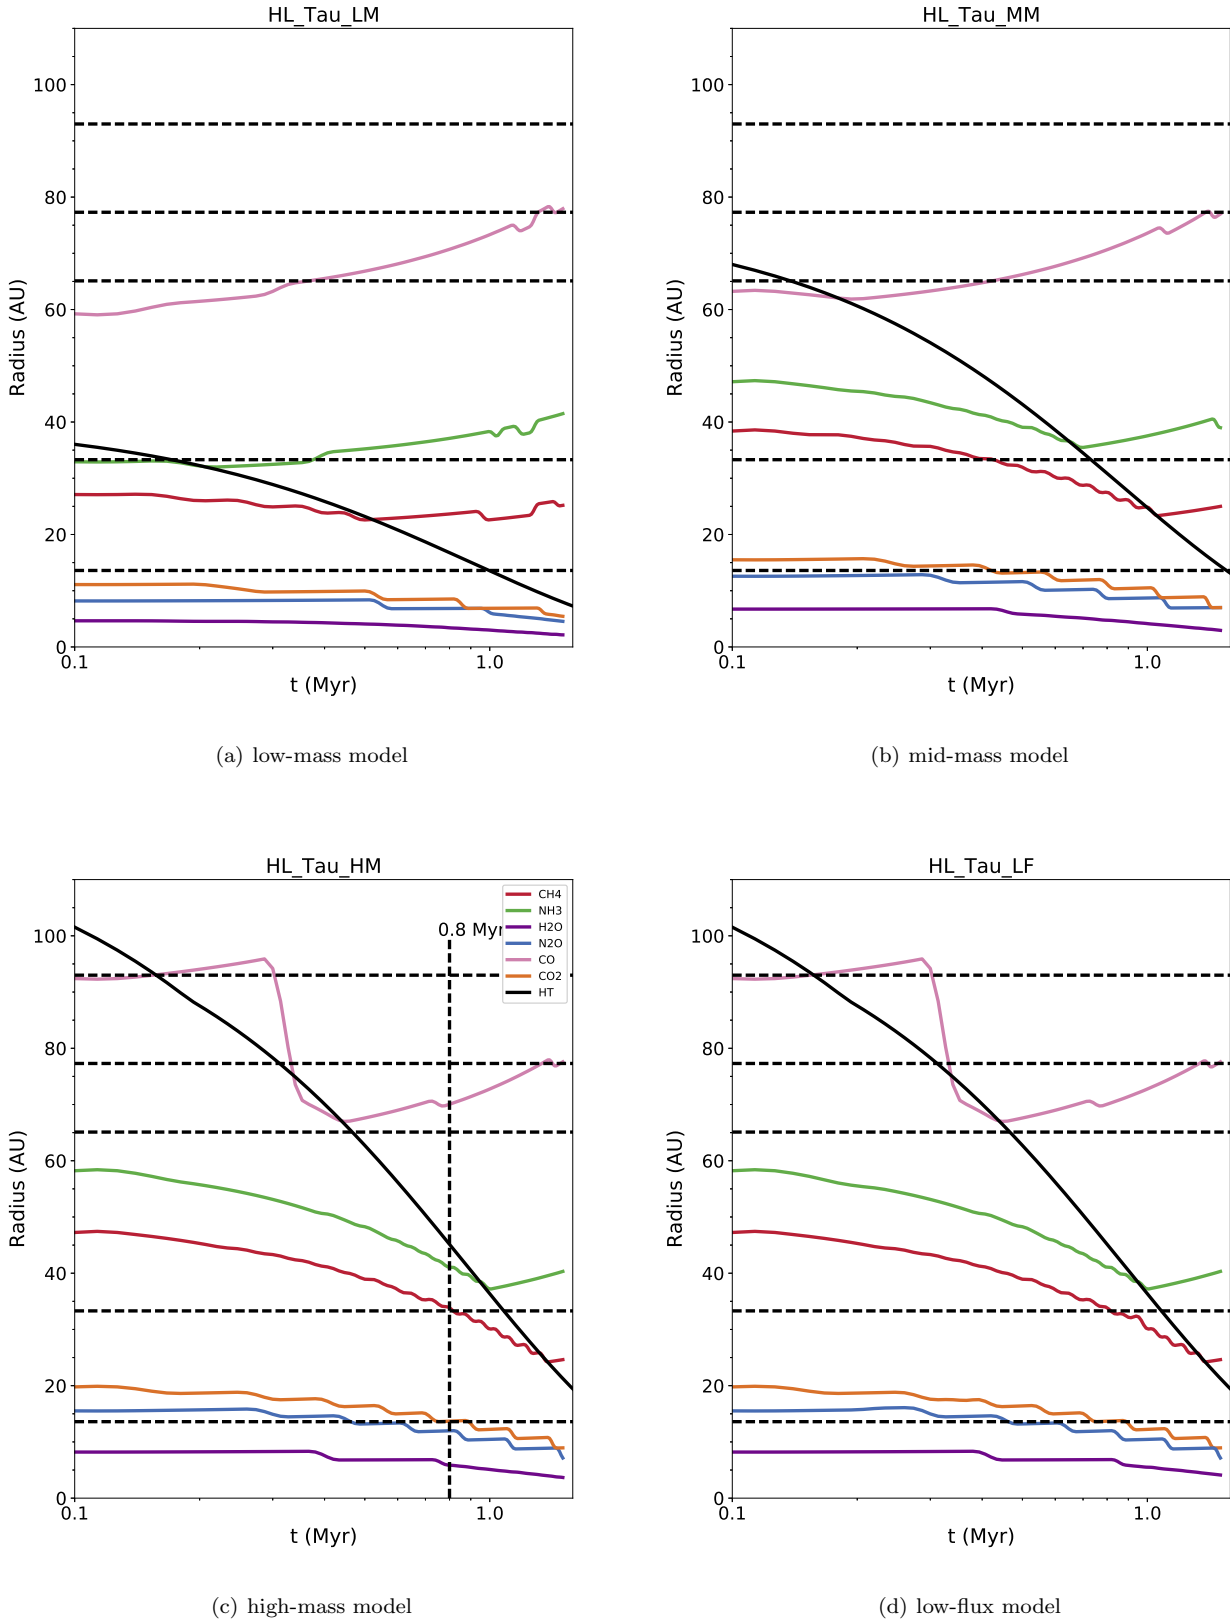 HL_Tau_LM
Radius (AU)
100
80
60
40
20
0
0.1
1.0
t (Myr)
(a) low-mass model
HL_Tau_MM
Radius (AU)
100
80
60
40
20
0
0.1
1.0
t (Myr)
(b) mid-mass model
HL_Tau_HM
Radius (AU)
100
80
60
40
20
0
0.1
1.0
t (Myr)
0.8 Myr
CH4
NH3
H2O
N2O
CO
CO2
HT
(c) high-mass model
HL_Tau_LF
Radius (AU)
100
80
60
40
20
0
0.1
1.0
t (Myr)
(d) low-flux model